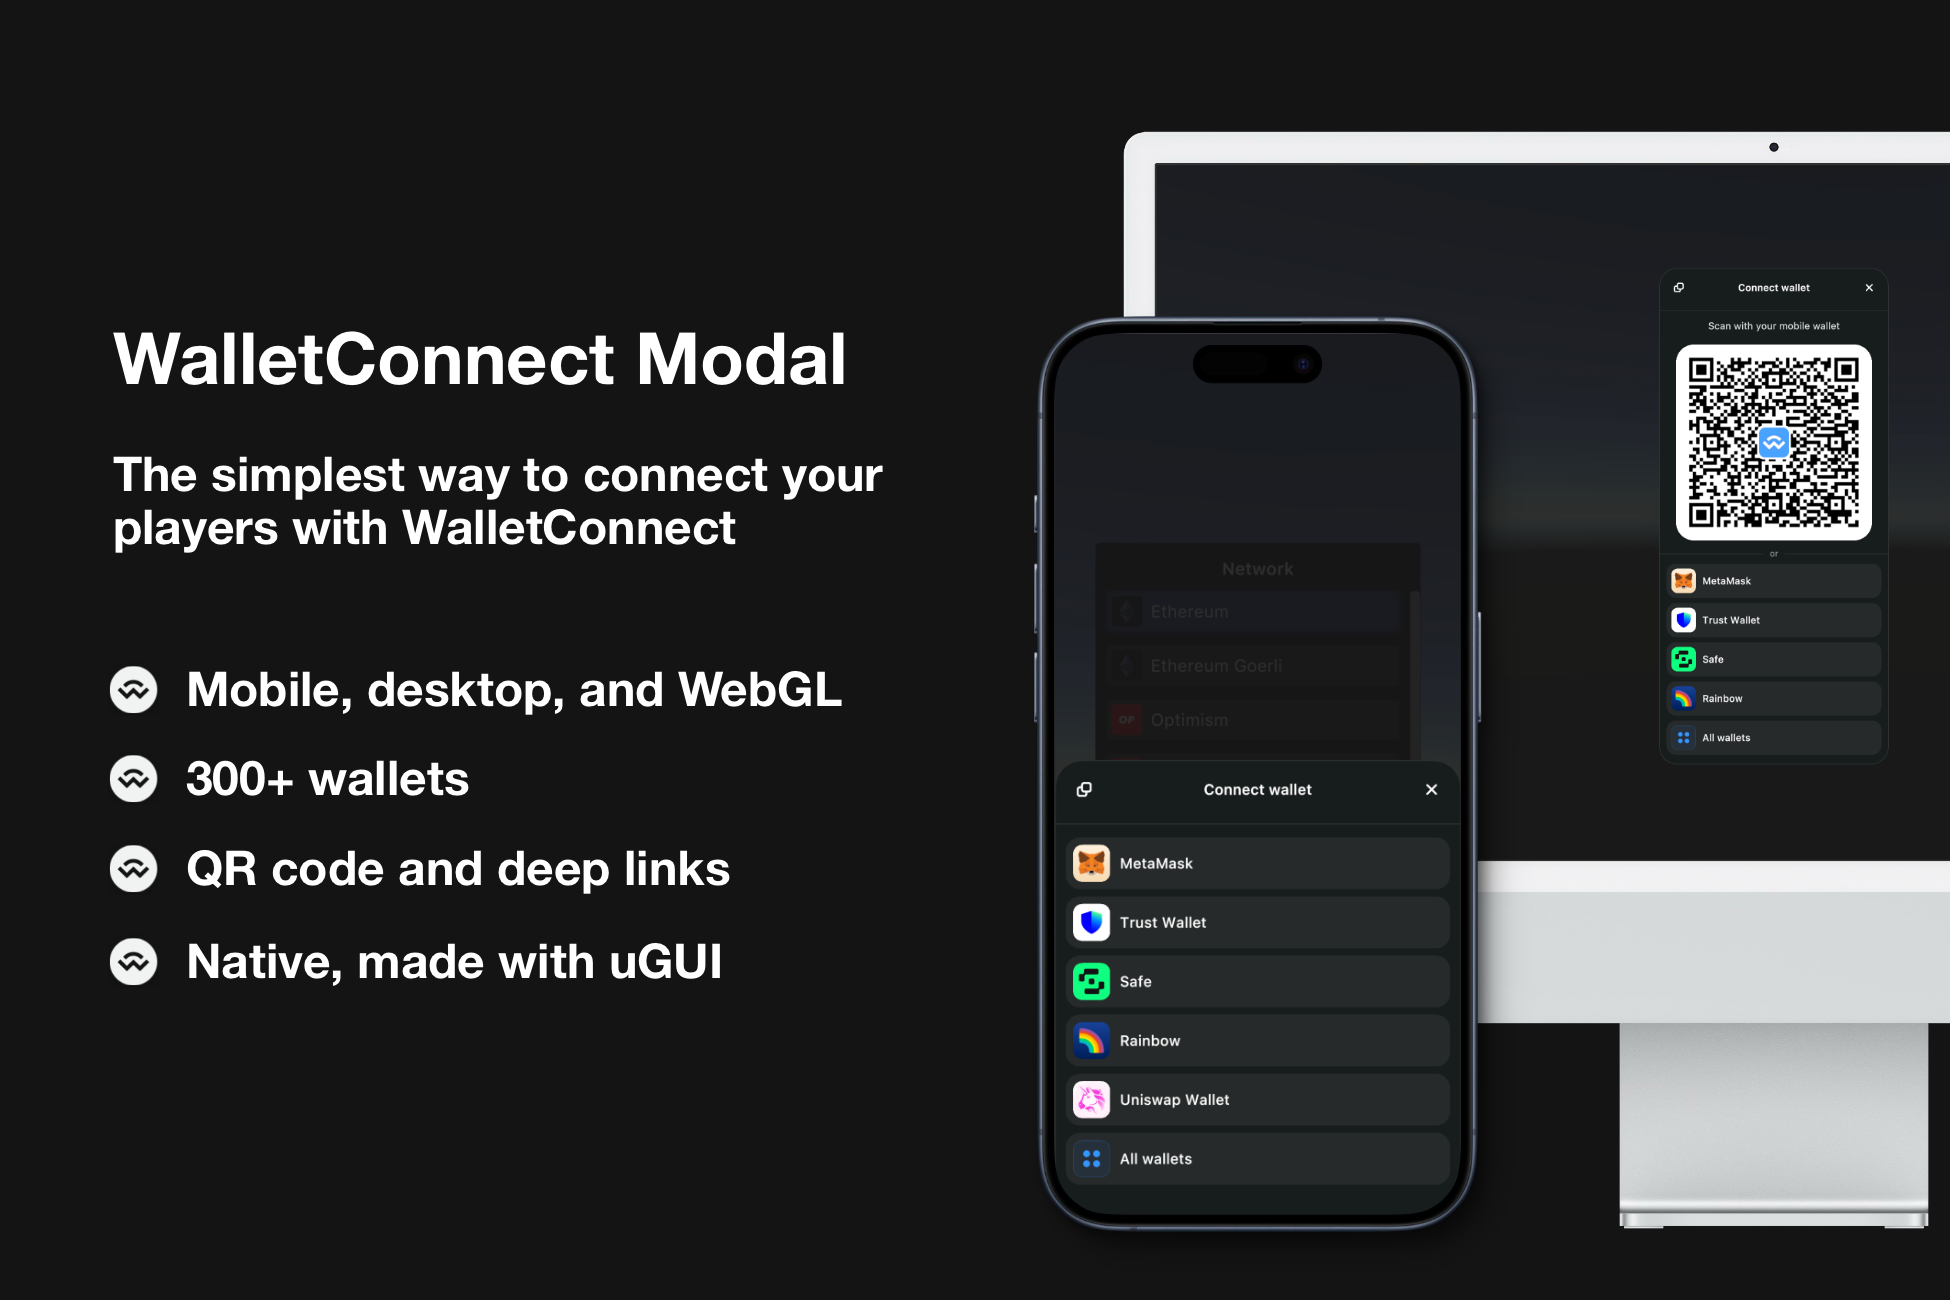 WalletConnect Modal
The simplest way to connect your
players with WalletConnect
Mobile, desktop, and WebGL
300+ wallets
QR code and deep links
Native, made with uGUI
Network
Ethereum
Ethereum Goerli
OP Optimism
Connect wallet
MetaMask
Trust Wallet
Safe
Rainbow
Uniswap Wallet
All wallets
Connect wallet
Scan with your mobile wallet
or
MetaMask
Trust Wallet
Safe
Rainbow
All wallets